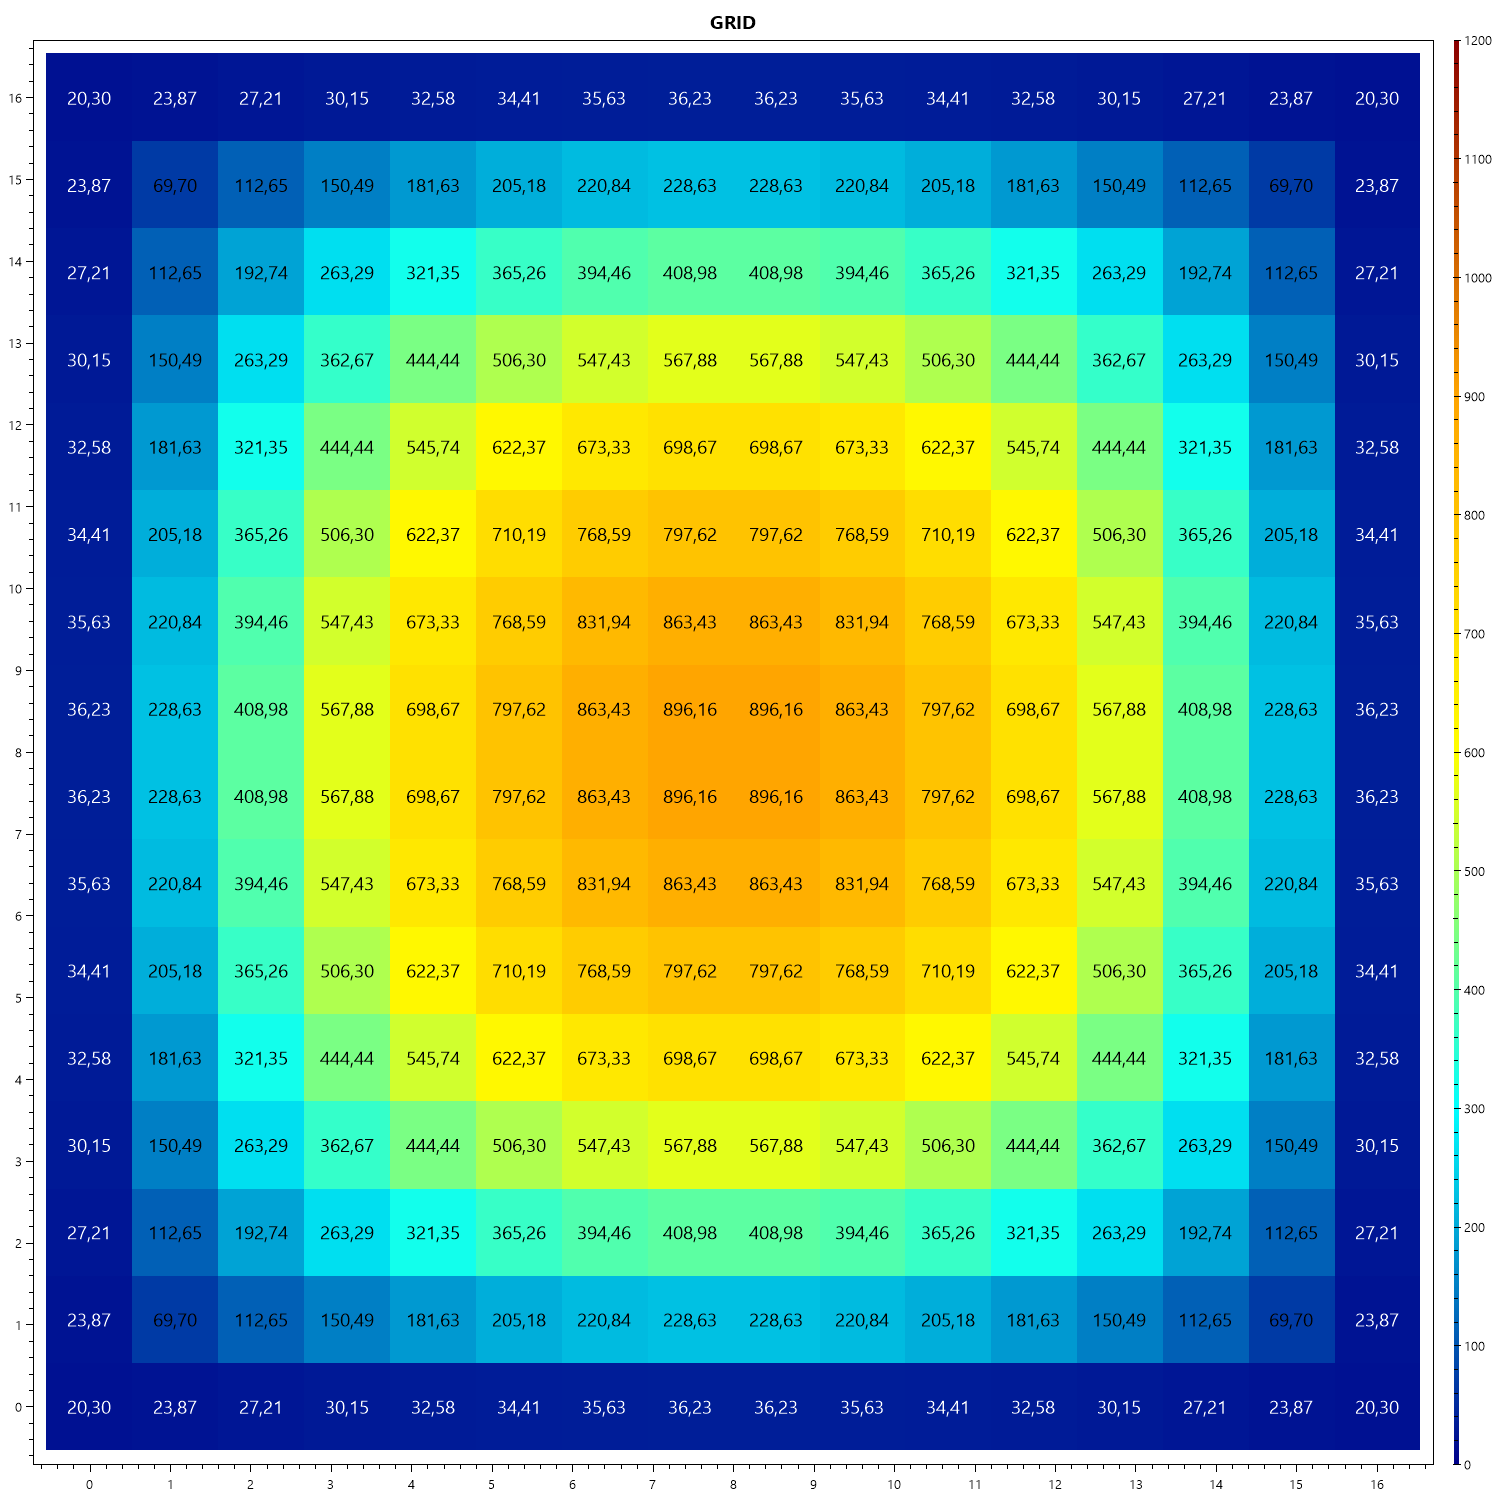 GRID
1200
16 20,30 23,87 27,21 30,15 32,58 34,41 35,63 36,23 36,23 35,63 34,41 32,58 30,15 27,21 23,87 20,30
1100
15 23,87 69,70 112,65 150,49 181,63 205,18 220,84 228,63 228,63 220,84 205,18 181,63 150,49 112,65 69,70 23,87
14 27,21 112,65 192,74 263,29 321,35 365,26 394,46 408,98 408,98 394,46 365,26 321,35 263,29 192,74 112,65 27,21
1000
13 30,15 150,49 263,29 362,67 444,44 506,30 547,43 567,88 567,88 547,43 506,30 444,44 362,67 263,29 150,49 30,15
900
12 32,58 181,63 321,35 444,44 545,74 622,37 673,33 698,67 698,67 673,33 622,37 545,74 444,44 321,35 181,63 32,58
11
800
34,41 205,18 365,26 506,30 622,37 710,19 768,59 797,62 797,62 768,59 710,19 622,37 506,30 365,26 205,18 34,41
10
35,63 220,84 394,46 547,43 673,33 768,59 831,94 863,43 863,43 831,94 768,59 673,33 547,43 394,46 220,84 35,63
700
9
36,23 228,63 408,98 567,88 698,67 797,62 863,43 896,16 896,16 863,43 797,62 698,67 567,88 408,98 228,63 36,23
8
600
36,23 228,63 408,98 567,88 698,67 797,62 863,43 896,16 896,16 863,43 797,62 698,67 567,88 408,98 228,63 36,23
7
500
35,63 220,84 394,46 547,43 673,33 768,59 831,94 863,43 863,43 831,94 768,59 673,33 547,43 394,46 220,84 35,63
6
34,41 205,18 365,26 506,30 622,37 710,19 768,59 797,62 797,62 768,59 710,19 622,37 506,30 365,26 205,18 34,41
400
5
32,58 181,63 321,35 444,44 545,74 622,37 673,33 698,67 698,67 673,33 622,37 545,74 444,44 321,35 181,63 32,58
4
300
30,15 150,49 263,29 362,67 444,44 506,30 547,43 567,88 567,88 547,43 506,30 444,44 362,67 263,29 150,49 30,15
3
200
27,21 112,65 192,74 263,29 321,35 365,26 394,46 408,98 408,98 394,46 365,26 321,35 263,29 192,74 112,65 27,21
2
1 23,87 69,70 112,65 150,49 181,63 205,18 220,84 228,63 228,63 220,84 205,18 181,63 150,49 112,65 69,70 23,87
100
0 20,30 23,87 27,21 30,15 32,58 34,41 35,63 36,23 36,23 35,63 34,41 32,58 30,15 27,21 23,87 20,30
0
0 1 2 3 4 5 6 7 8 9 10 11 12 13 14 15 16